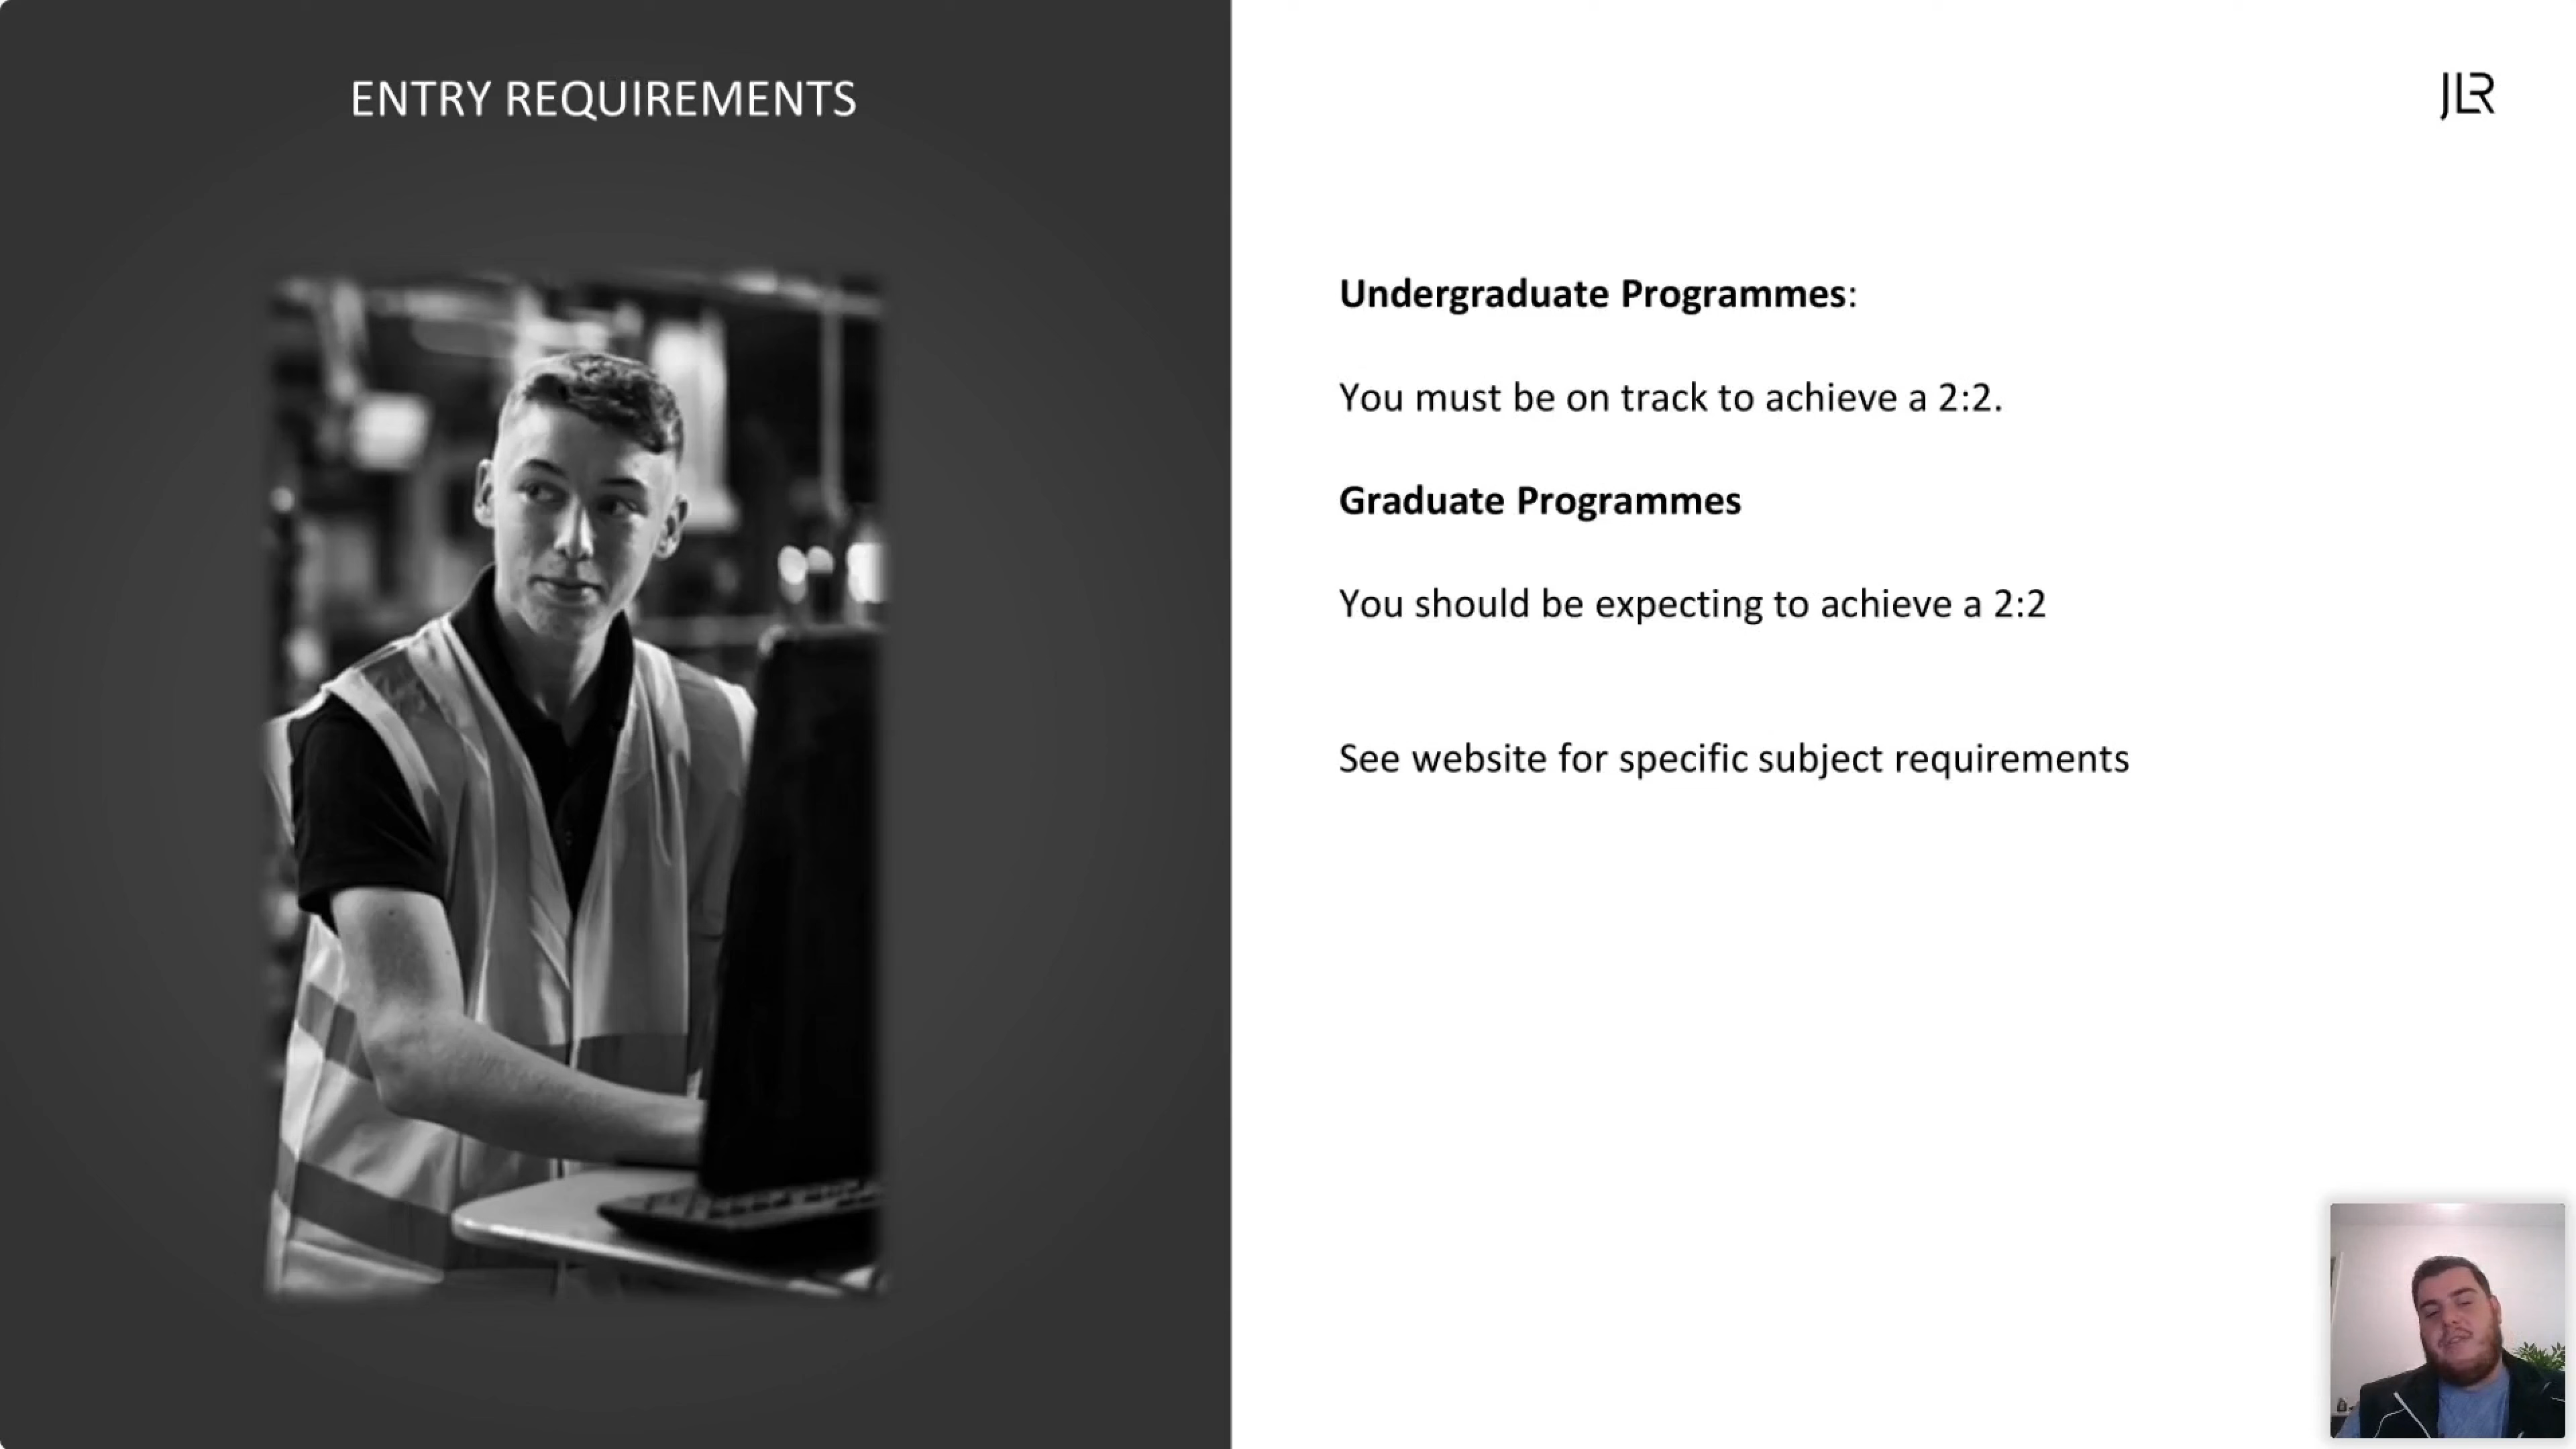 ENTRY REQUIREMENTS
JLR
Undergraduate Programmes:
You must be on track to achieve a 2:2.
Graduate Programmes
You should be expecting to achieve a 2:2
See website for specific subject requirements